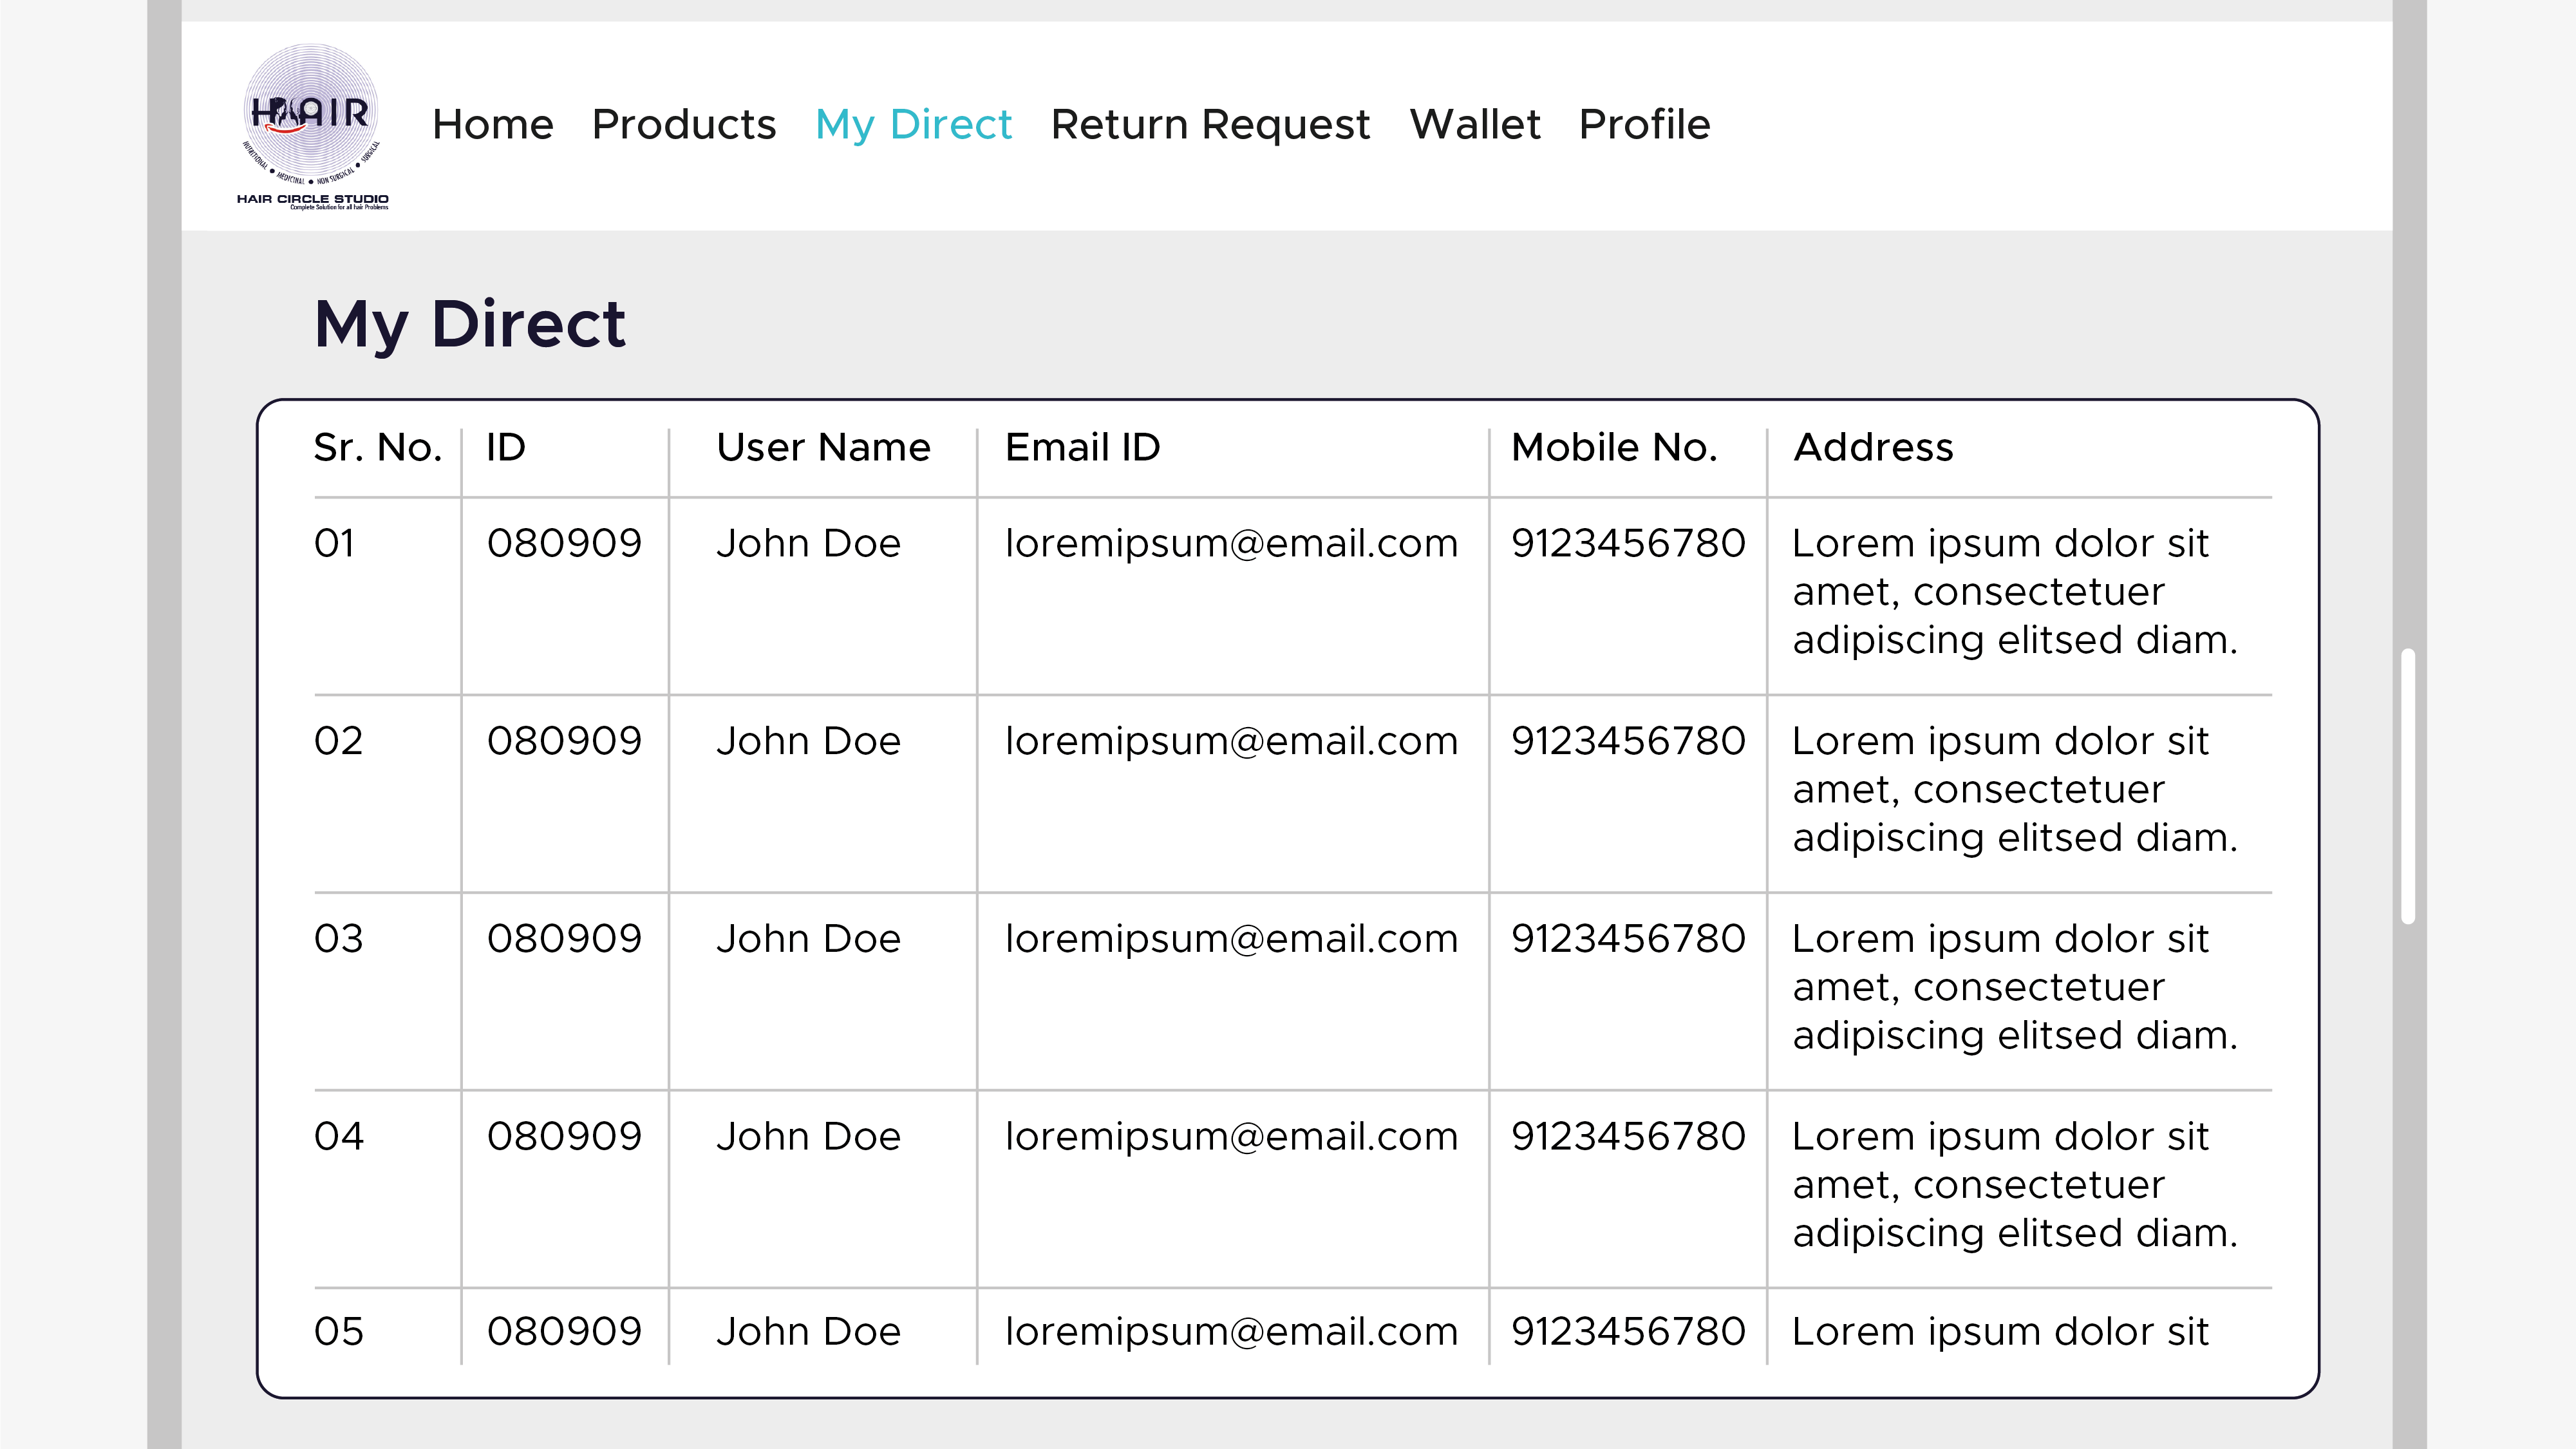 HAIR
NUTRITIONAL • MEDICINAL • NON SURGICAL • SURGICAL
HAIR CIRCLE STUDIO
Complete Solution for all hair Problems
Home Products My Direct Return Request Wallet Profile
My Direct
Sr. No. ID User Name Email ID Mobile No. Address
01 080909 John Doe loremipsum@email.com 9123456780 Lorem ipsum dolor sit
amet, consectetuer
adipiscing elitsed diam.
02 080909 John Doe loremipsum@email.com 9123456780 Lorem ipsum dolor sit
amet, consectetuer
adipiscing elitsed diam.
03 080909 John Doe loremipsum@email.com 9123456780 Lorem ipsum dolor sit
amet, consectetuer
adipiscing elitsed diam.
04 080909 John Doe loremipsum@email.com 9123456780 Lorem ipsum dolor sit
amet, consectetuer
adipiscing elitsed diam.
05 080909 John Doe loremipsum@email.com 9123456780 Lorem ipsum dolor sit